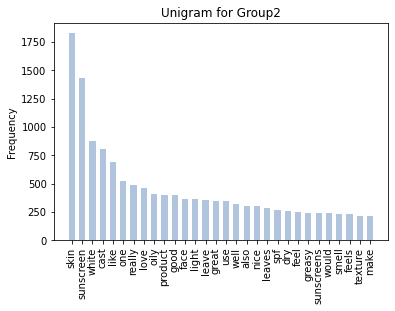 Unigram for Group2
Frequency
1750
1500
1250
1000
750
500
250
0
skin
sunscreen
white
cast
like
one
really
love
oily
product
good
face
light
leave
great
use
well
also
nice
leaves
spf
dry
feel
greasy
sunscreens
would
smell
feels
texture
make